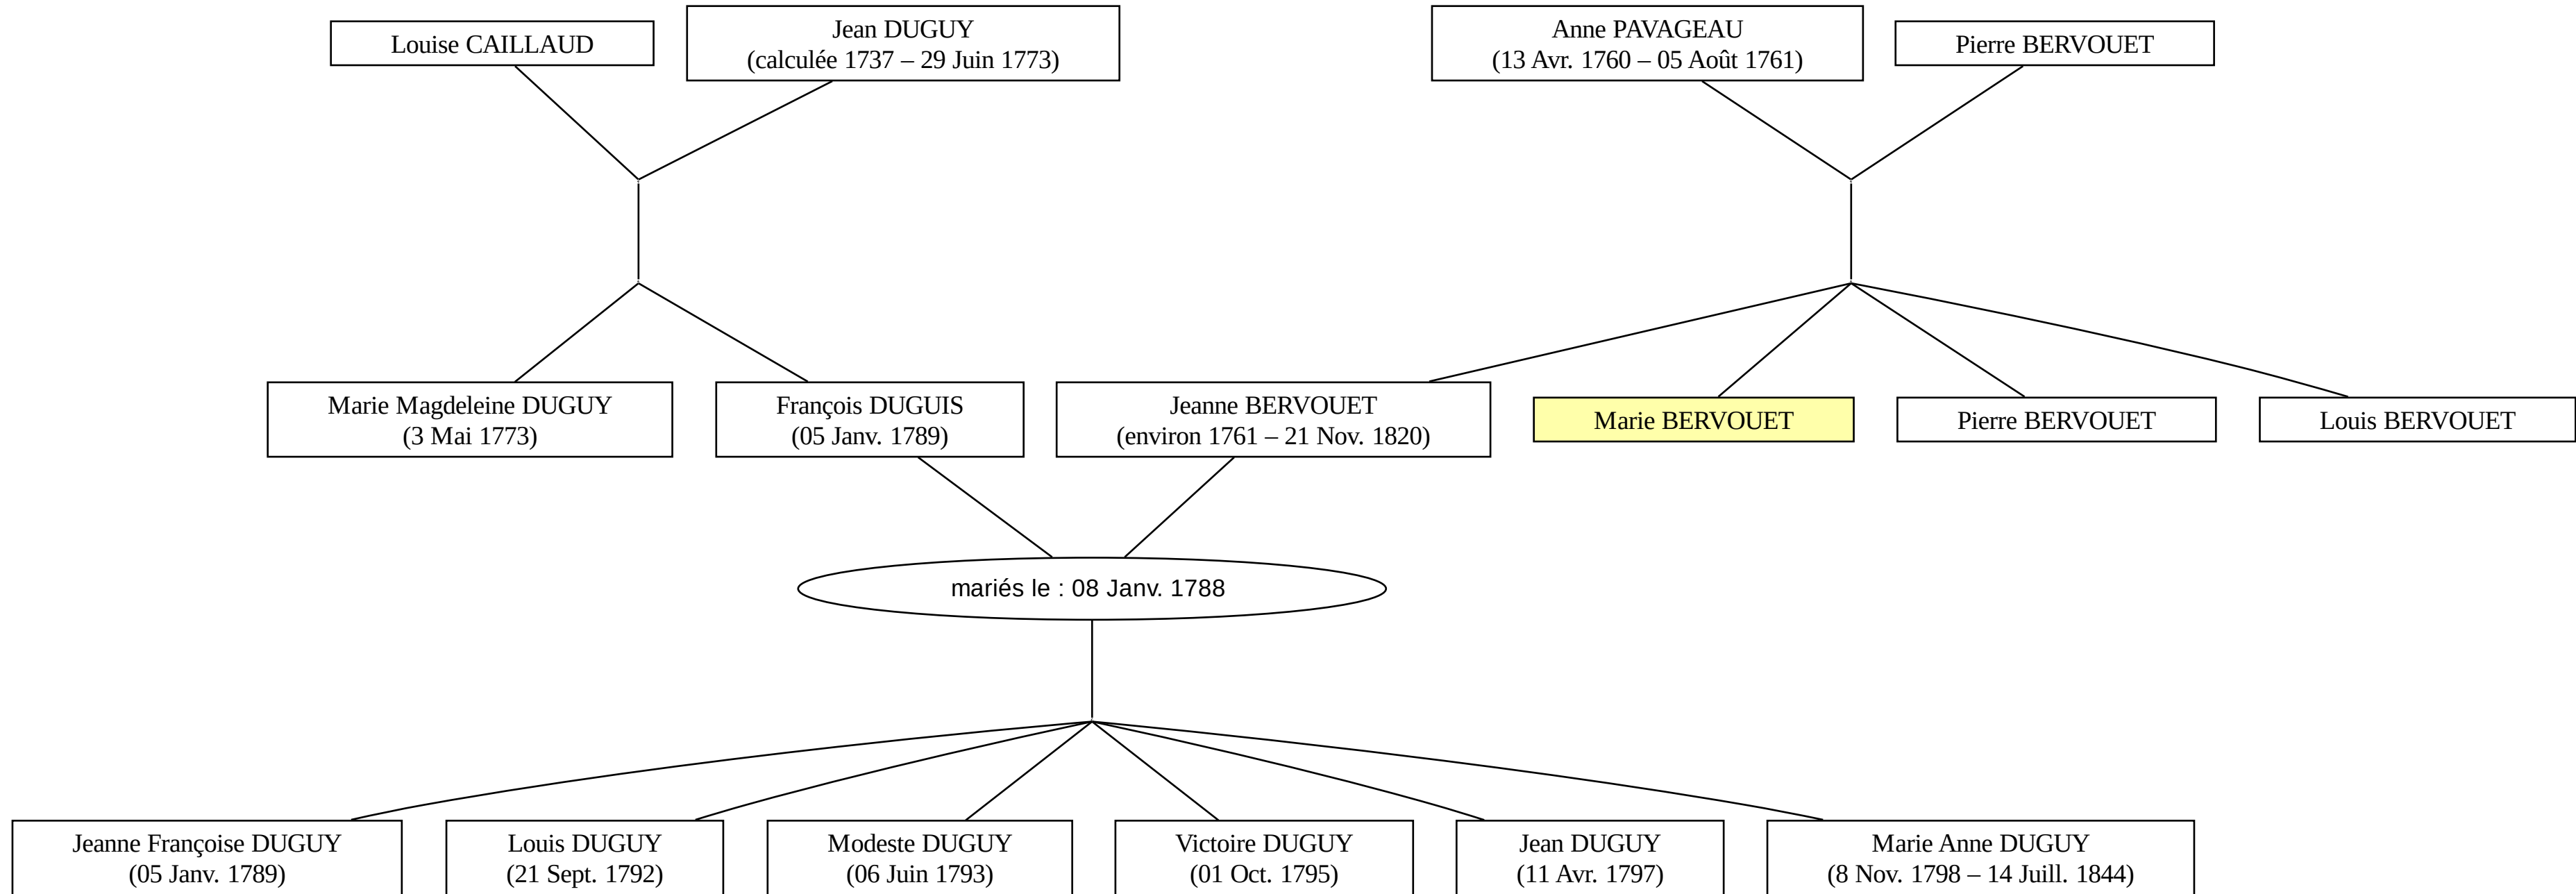 Louise CAILLAUD
Jean DUGUY
(calculée 1737 – 29 Juin 1773)
Anne PAVAGEAU
(13 Avr. 1760 – 05 Août 1761)
Pierre BERVOUET
Marie Magdeleine DUGUY
(3 Mai 1773)
François DUGUIS
(05 Janv. 1789)
Jeanne BERVOUET
(environ 1761 – 21 Nov. 1820)
Marie BERVOUET
Pierre BERVOUET
Louis BERVOUET
mariés le : 08 Janv. 1788
Jeanne Françoise DUGUY
(05 Janv. 1789)
Louis DUGUY
(21 Sept. 1792)
Modeste DUGUY
(06 Juin 1793)
Victoire DUGUY
(01 Oct. 1795)
Jean DUGUY
(11 Avr. 1797)
Marie Anne DUGUY
(8 Nov. 1798 – 14 Juill. 1844)